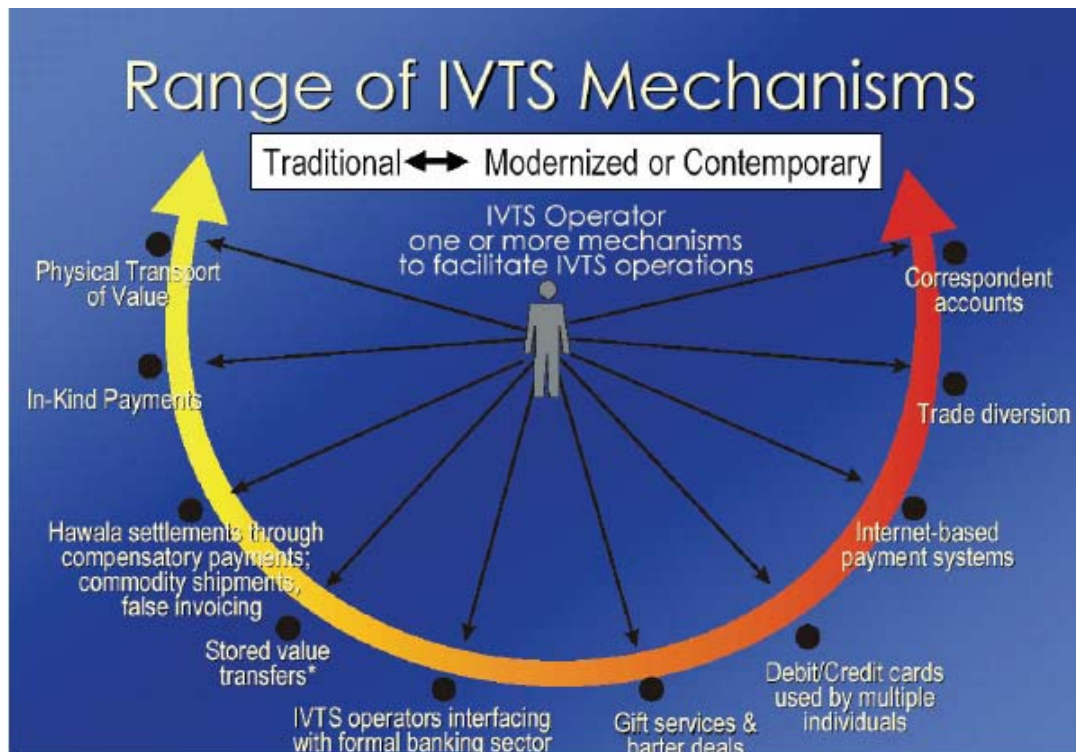 Range of IVTS Mechanisms
Traditional ↔ Modernized or Contemporary
IVTS Operator
one or more mechanisms
to facilitate IVTS operations
Physical Transport
of Value
In-Kind Payments
Hawala settlements through
compensatory payments;
commodity shipments,
false invoicing
Stored value
transfers*
IVTS operators interfacing
with formal banking sector
Gift services &
barter deals
Debit/Credit cards
used by multiple
individuals
Internet-based
payment systems
Trade diversion
Correspondent
accounts